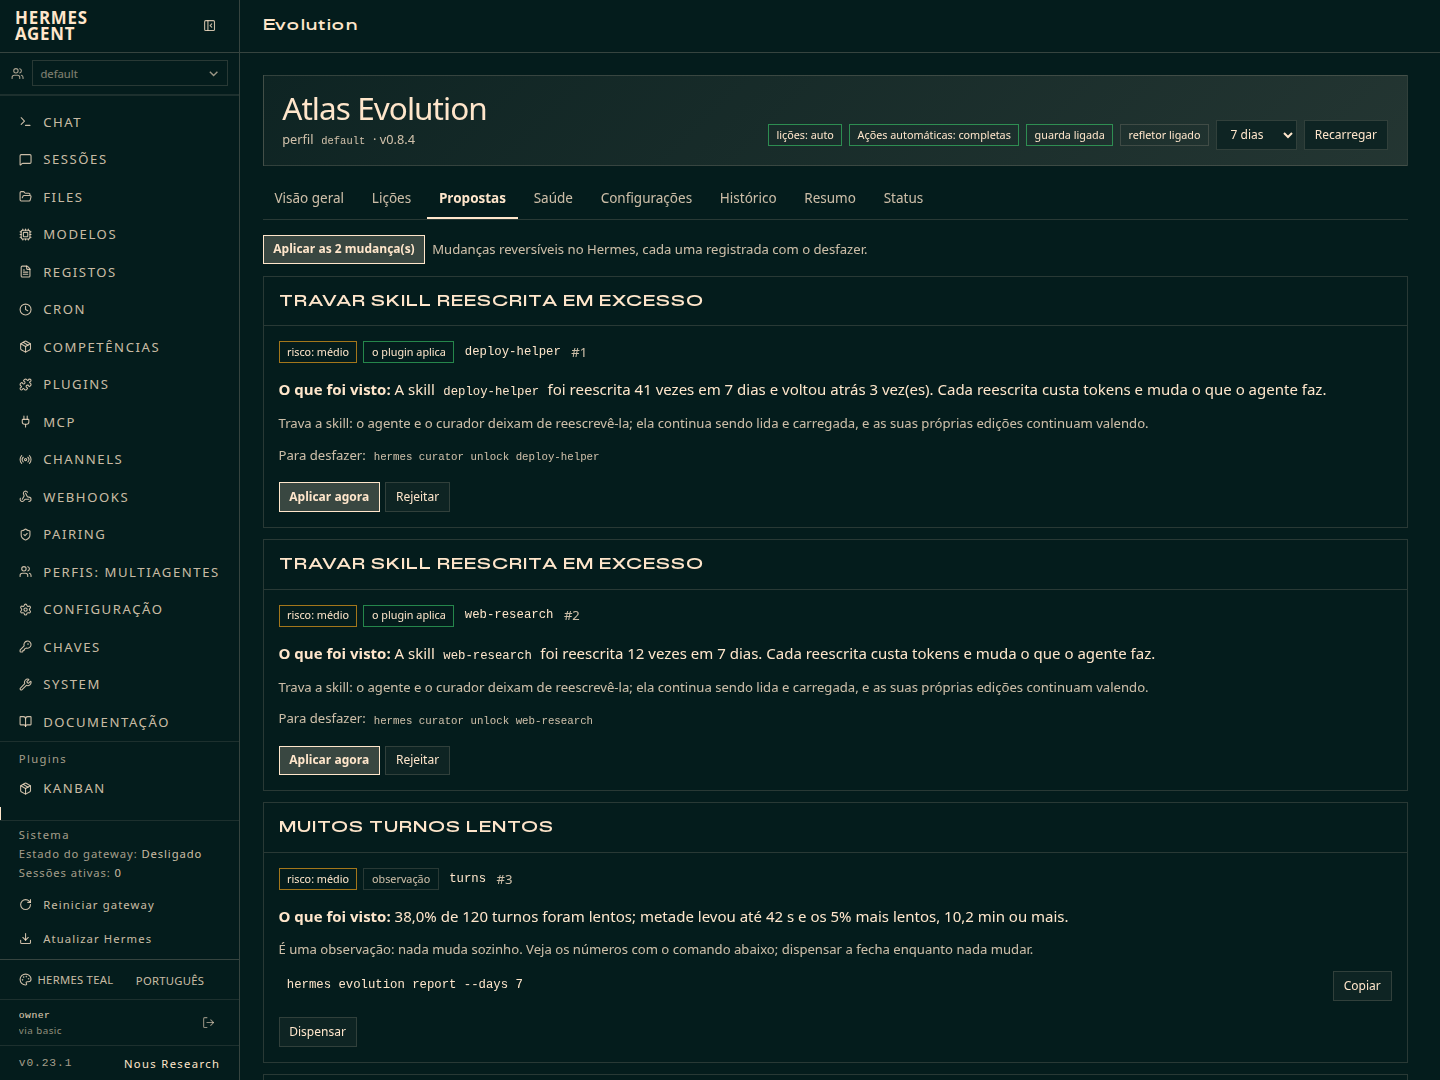 HERMES
AGENT
Evolution
default
CHAT
SESSÕES
FILES
MODELOS
REGISTOS
CRON
COMPETÊNCIAS
PLUGINS
MCP
CHANNELS
WEBHOOKS
PAIRING
PERFIS: MULTIAGENTES
CONFIGURAÇÃO
CHAVES
SYSTEM
DOCUMENTAÇÃO
Plugins
KANBAN
Sistema
Estado do gateway: Desligado
Sessões ativas: 0
Reiniciar gateway
Atualizar Hermes
HERMES TEAL PORTUGUÊS
owner
via basic
v0.23.1 Nous Research
Atlas Evolution
perfil default · v0.8.4
lições: auto Ações automáticas: completas guarda ligada refletor ligado 7 dias Recarregar
Visão geral Lições Propostas Saúde Configurações Histórico Resumo Status
Aplicar as 2 mudança(s) Mudanças reversíveis no Hermes, cada uma registrada com o desfazer.
TRAVAR SKILL REESCRITA EM EXCESSO
risco: médio o plugin aplica deploy-helper #1
O que foi visto: A skill deploy-helper foi reescrita 41 vezes em 7 dias e voltou atrás 3 vez(es). Cada reescrita custa tokens e muda o que o agente faz.
Trava a skill: o agente e o curador deixam de reescrevê-la; ela continua sendo lida e carregada, e as suas próprias edições continuam valendo.
Para desfazer: hermes curator unlock deploy-helper
Aplicar agora Rejeitar
TRAVAR SKILL REESCRITA EM EXCESSO
risco: médio o plugin aplica web-research #2
O que foi visto: A skill web-research foi reescrita 12 vezes em 7 dias. Cada reescrita custa tokens e muda o que o agente faz.
Trava a skill: o agente e o curador deixam de reescrevê-la; ela continua sendo lida e carregada, e as suas próprias edições continuam valendo.
Para desfazer: hermes curator unlock web-research
Aplicar agora Rejeitar
MUITOS TURNOS LENTOS
risco: médio observação turns #3
O que foi visto: 38,0% de 120 turnos foram lentos; metade levou até 42 s e os 5% mais lentos, 10,2 min ou mais.
É uma observação: nada muda sozinho. Veja os números com o comando abaixo; dispensar a fecha enquanto nada mudar.
hermes evolution report --days 7 Copiar
Dispensar